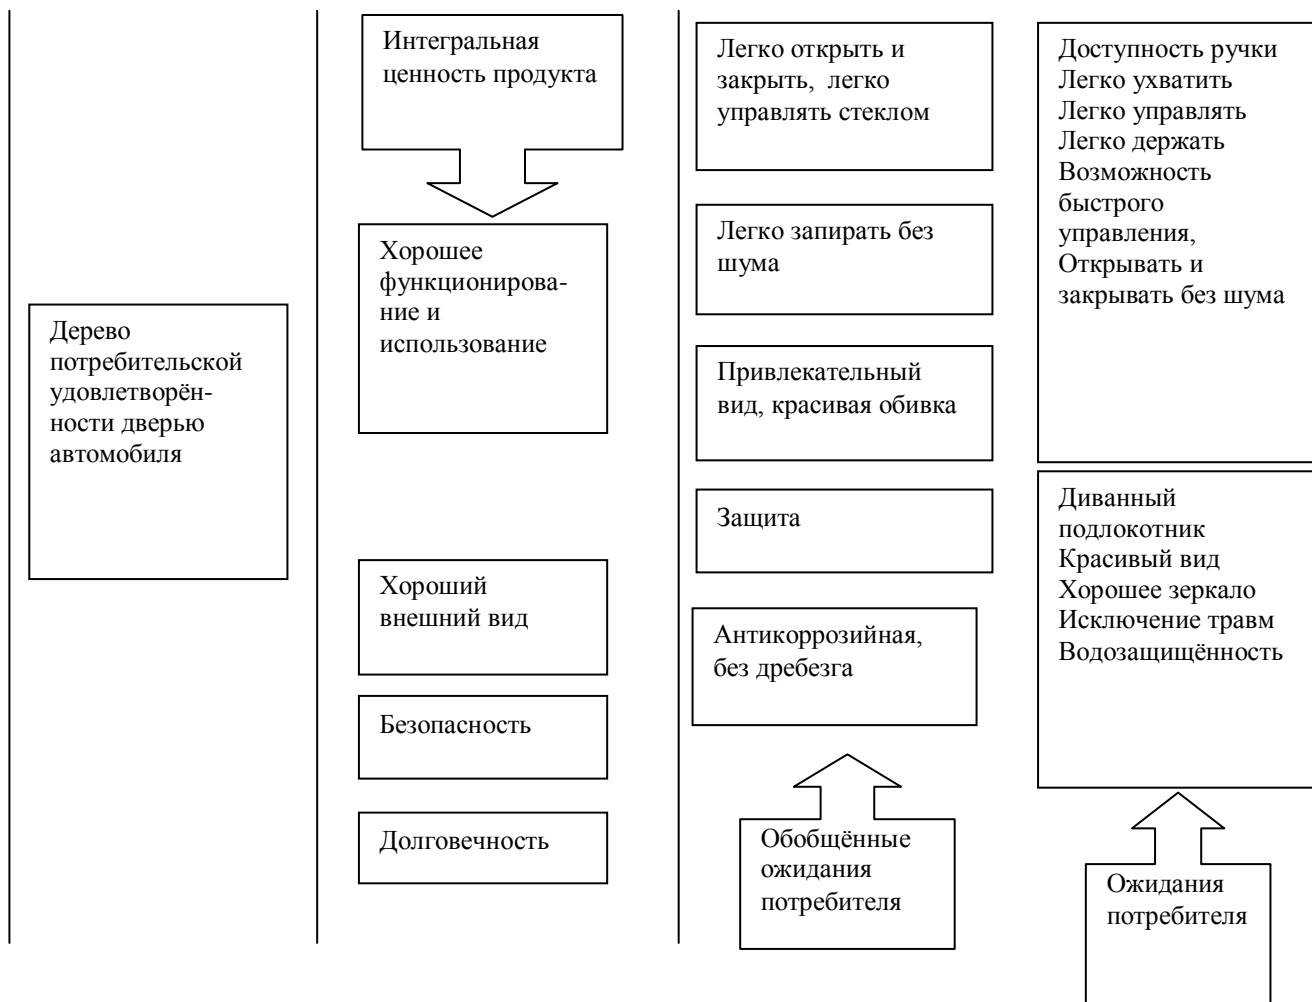 Дерево
потребительской
удовлетворён-
ности дверью
автомобиля
Интегральная
ценность продукта
Хорошее
функционирова-
ние и
использование
Хороший
внешний вид
Безопасность
Долговечность
Легко открыть и
закрыть, легко
управлять стеклом
Легко запирать без
шума
Привлекательный
вид, красивая обивка
Защита
Антикоррозийная,
без дребезга
Обобщённые
ожидания
потребителя
Доступность ручки
Легко ухватить
Легко управлять
Легко держать
Возможность
быстрого
управления,
Открывать и
закрывать без шума
Диванный
подлокотник
Красивый вид
Хорошее зеркало
Исключение травм
Водозащищённость
Ожидания
потребителя